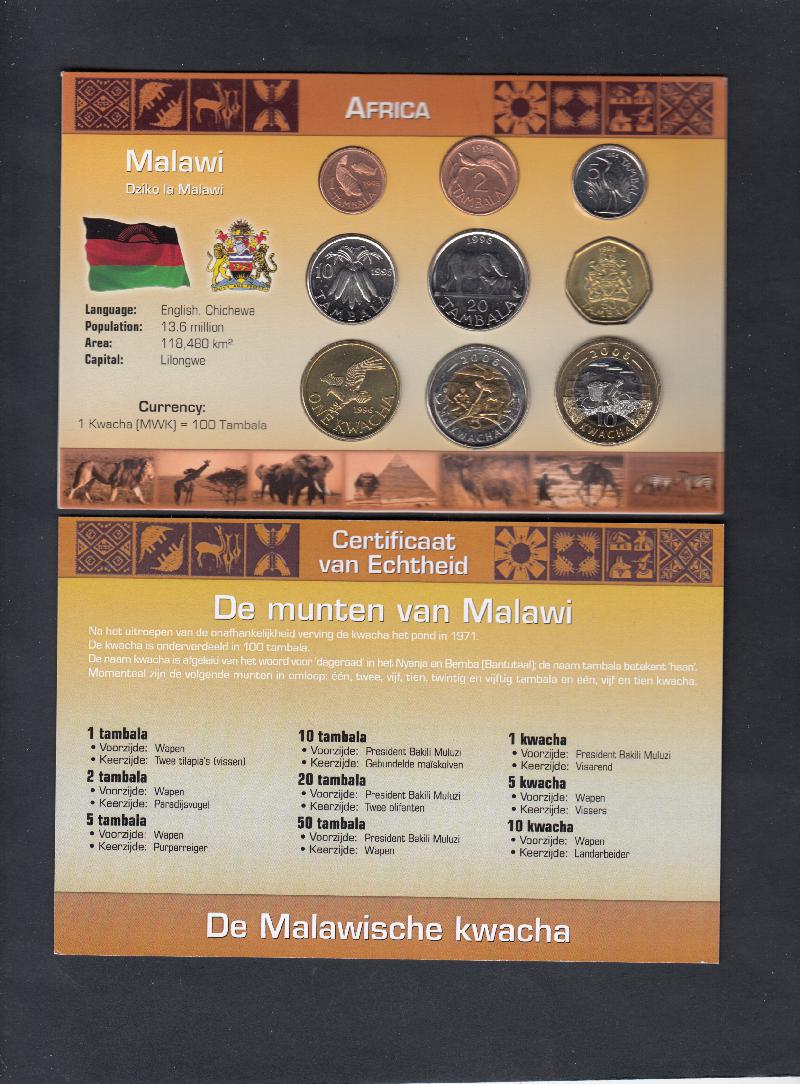 AFRICA
Malawi
Dziko la Malawi
Language: English, Chichewa
Population: 13.6 million
Area: 118,480 km²
Capital: Lilongwe
Currency:
1 Kwacha (MWK) = 100 Tambala
TAMBALA
1995
2
TAMBALA
5
TAMBALA
10
1996
TAMBALA
1996
20
TAMBALA
1996
ONE KWACHA
1996
2006
KWACHA
2006
10
KWACHA
Certificaat
van Echtheid
De munten van Malawi
Na het uitroepen van de onafhankelijkheid verving de kwacha het pond in 1971.
De kwacha is onderverdeeld in 100 tambala.
De naam kwacha is afgeleid van het woord voor 'dageraad' in het Nyanja en Bemba (Bantutaal); de naam tambala betekent 'haan'.
Momenteel zijn de volgende munten in omloop: één, twee, vijf, tien, twintig en vijftig tambala en één, vijf en tien kwacha.
1 tambala
• Voorzijde: Wapen
• Keerzijde: Twee tilapia's (vissen)
2 tambala
• Voorzijde: Wapen
• Keerzijde: Paradijsvogel
5 tambala
• Voorzijde: Wapen
• Keerzijde: Purperreiger
10 tambala
• Voorzijde: President Bakili Muluzi
• Keerzijde: Gebundelde maïskolven
20 tambala
• Voorzijde: President Bakili Muluzi
• Keerzijde: Twee olifanten
50 tambala
• Voorzijde: President Bakili Muluzi
• Keerzijde: Wapen
1 kwacha
• Voorzijde: President Bakili Muluzi
• Keerzijde: Visarend
5 kwacha
• Voorzijde: Wapen
• Keerzijde: Vissers
10 kwacha
• Voorzijde: Wapen
• Keerzijde: Landarbeider
De Malawische kwacha